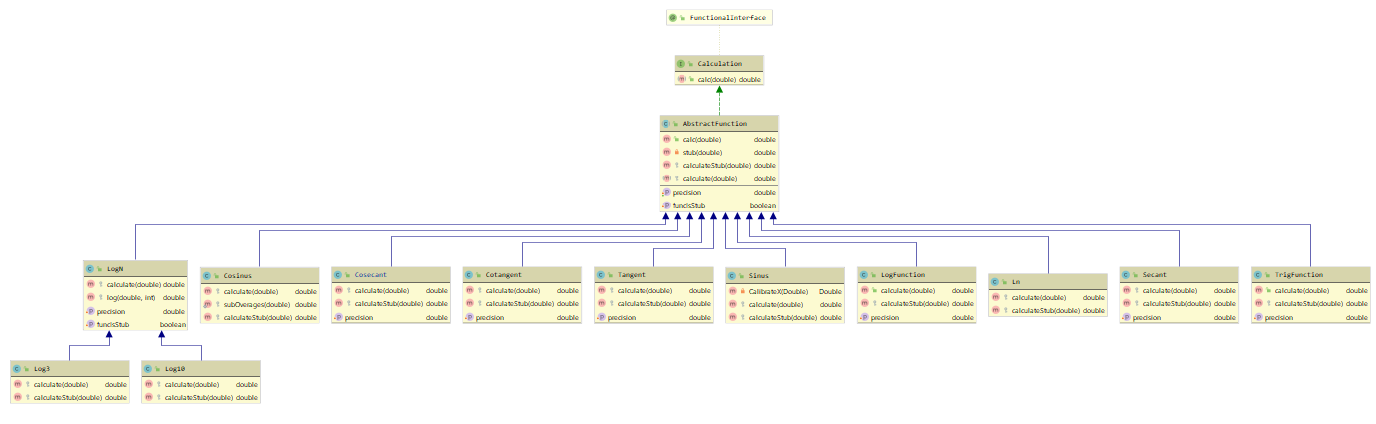 FunctionalInterface
Calculation
calc(double) double
AbstractFunction
calc(double) double
stub(double) double
calculateStub(double) double
calculate(double) double
precision double
funcIsStub boolean
LogN
calculate(double) double
log(double, int) double
precision double
funcIsStub boolean
Cosinus
calculate(double) double
subOverages(double) double
calculateStub(double) double
Cosecant
calculate(double) double
calculateStub(double) double
precision double
Cotangent
calculate(double) double
calculateStub(double) double
precision double
Tangent
calculate(double) double
calculateStub(double) double
precision double
Sinus
CalibrateX(Double) Double
calculate(double) double
calculateStub(double) double
LogFunction
calculate(double) double
calculateStub(double) double
precision double
Ln
calculate(double) double
calculateStub(double) double
Secant
calculate(double) double
calculateStub(double) double
precision double
TrigFunction
calculate(double) double
calculateStub(double) double
precision double
Log3
calculate(double) double
calculateStub(double) double
Log10
calculate(double) double
calculateStub(double) double